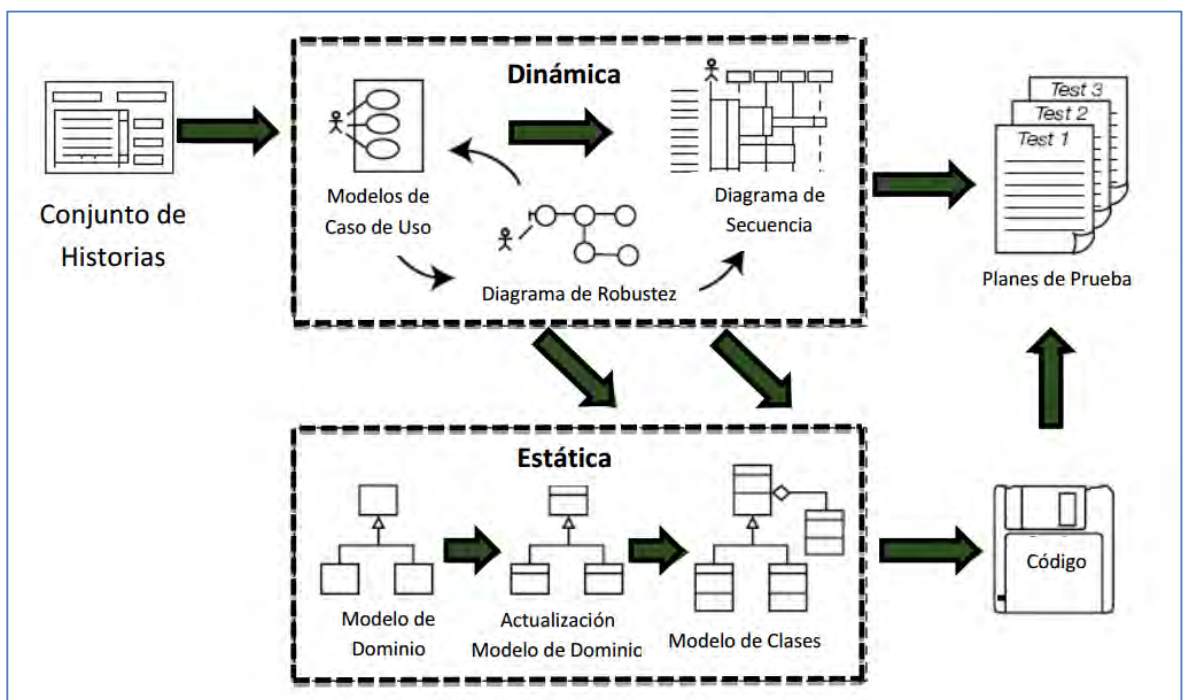 Dinámica
Conjunto de
Historias
Modelos de
Caso de Uso
Diagrama de Robustez
Diagrama de
Secuencia
Test 3
Test 2
Test 1
Planes de Prueba
Estática
Modelo de
Dominio
Actualización
Modelo de Dominio
Modelo de Clases
Código